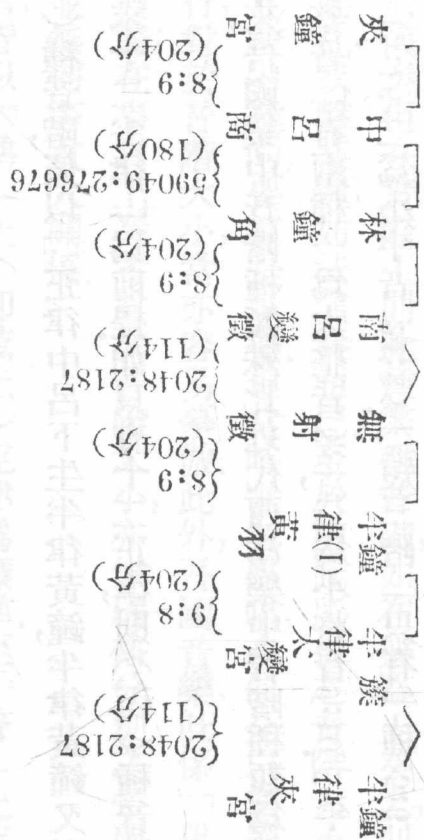 夾鐘宮
8:9
(204分)
中呂商
59049:276676
(180分)
林鐘角
8:9
(204分)
南呂變徵
2048:2187
(114分)
無射徵
8:9
(204分)
半律黃鐘(1)羽
9:8
(204分)
半律太簇變宮
2048:2187
(114分)
半律夾鐘宮